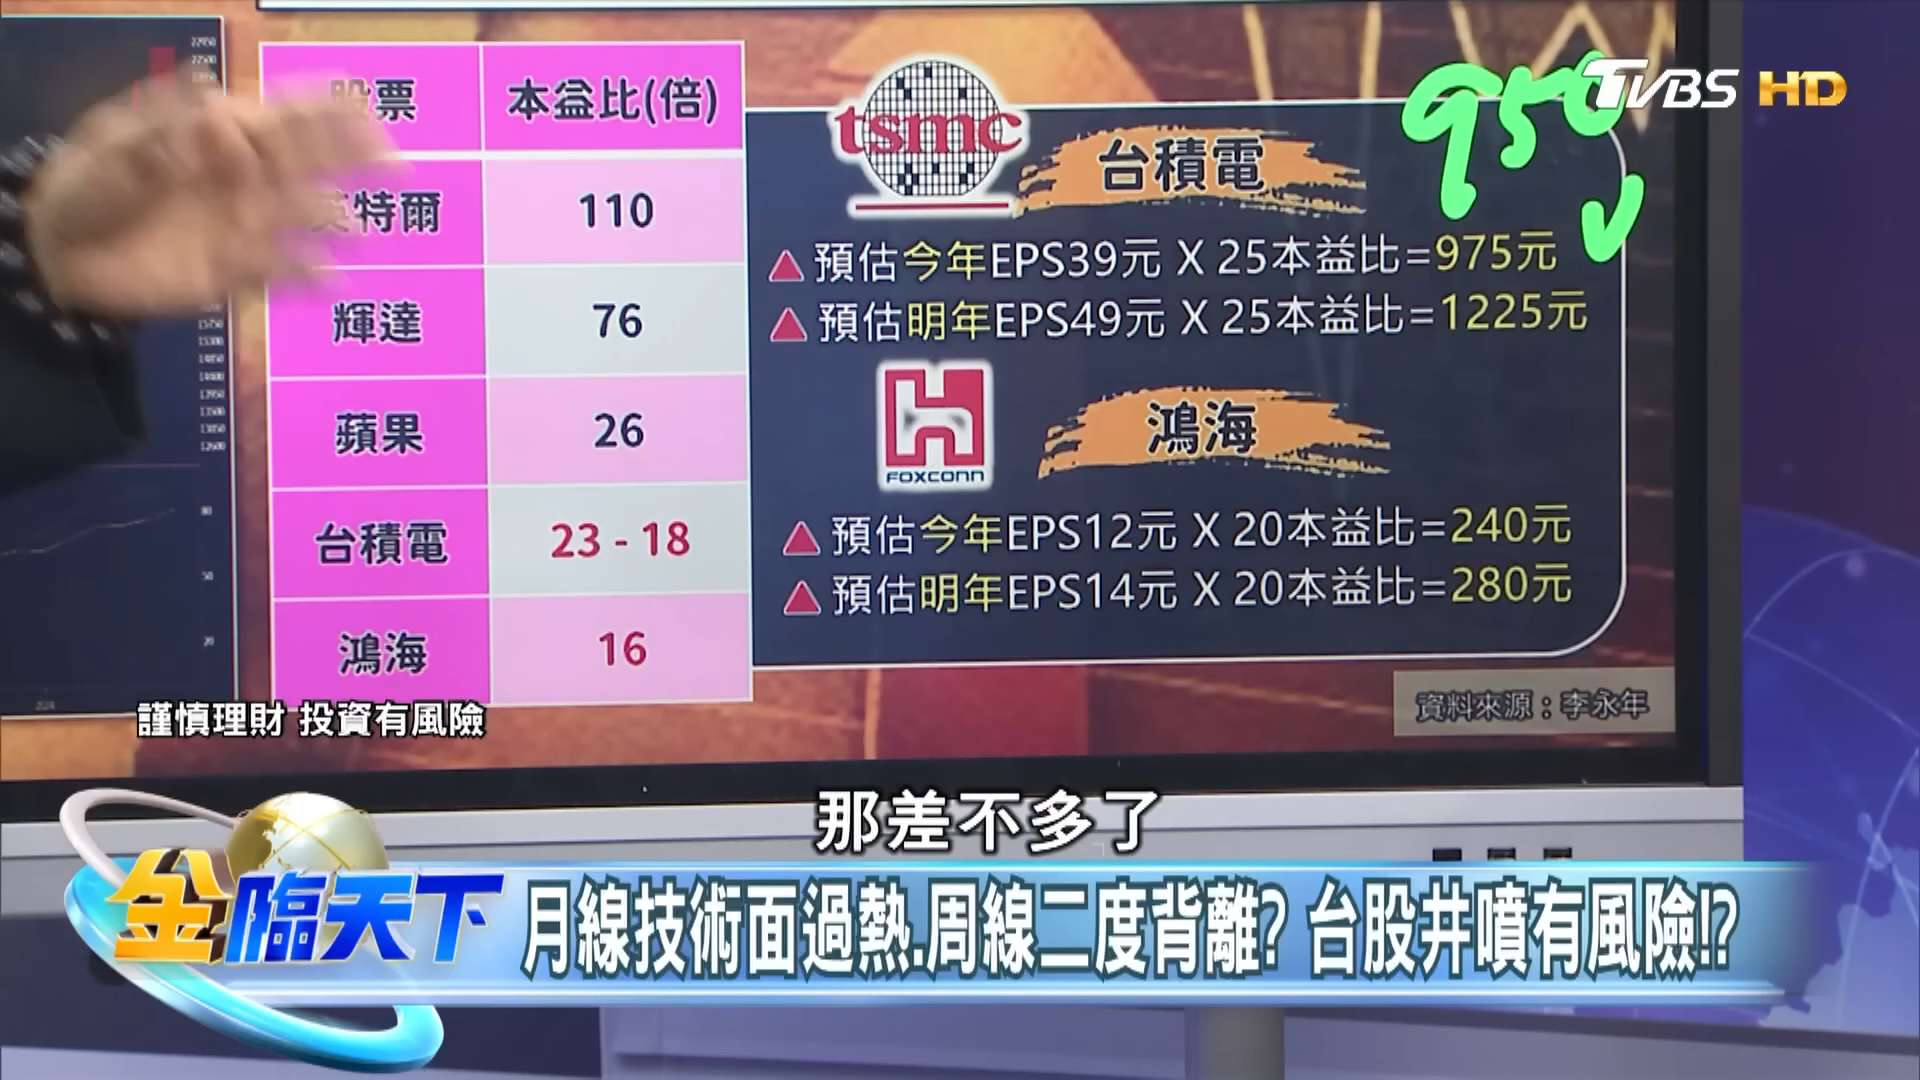 股票 本益比(倍)
英特爾 110
輝達 76
蘋果 26
台積電 23 - 18
鴻海 16
tsmc
台積電
950
TVBS HD
▲預估今年EPS39元 X 25本益比=975元
▲預估明年EPS49元 X 25本益比=1225元
FOXCONN
鴻海
▲預估今年EPS12元 X 20本益比=240元
▲預估明年EPS14元 X 20本益比=280元
資料來源：李永年
謹慎理財 投資有風險
那差不多了
金臨天下
月線技術面過熱.周線二度背離? 台股井噴有風險!?